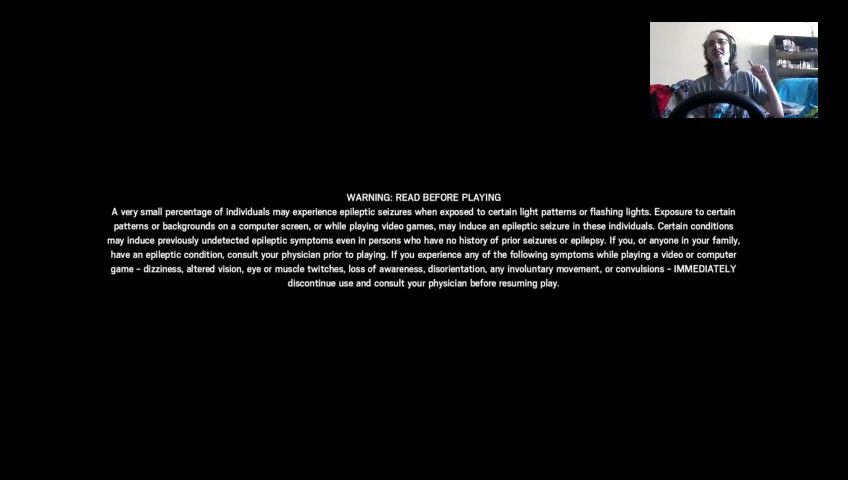 WARNING: READ BEFORE PLAYING
A very small percentage of individuals may experience epileptic seizures when exposed to certain light patterns or flashing lights. Exposure to certain
patterns or backgrounds on a computer screen, or while playing video games, may induce an epileptic seizure in these individuals. Certain conditions
may induce previously undetected epileptic symptoms even in persons who have no history of prior seizures or epilepsy. If you, or anyone in your family,
have an epileptic condition, consult your physician prior to playing. If you experience any of the following symptoms while playing a video or computer
game - dizziness, altered vision, eye or muscle twitches, loss of awareness, disorientation, any involuntary movement, or convulsions - IMMEDIATELY
discontinue use and consult your physician before resuming play.